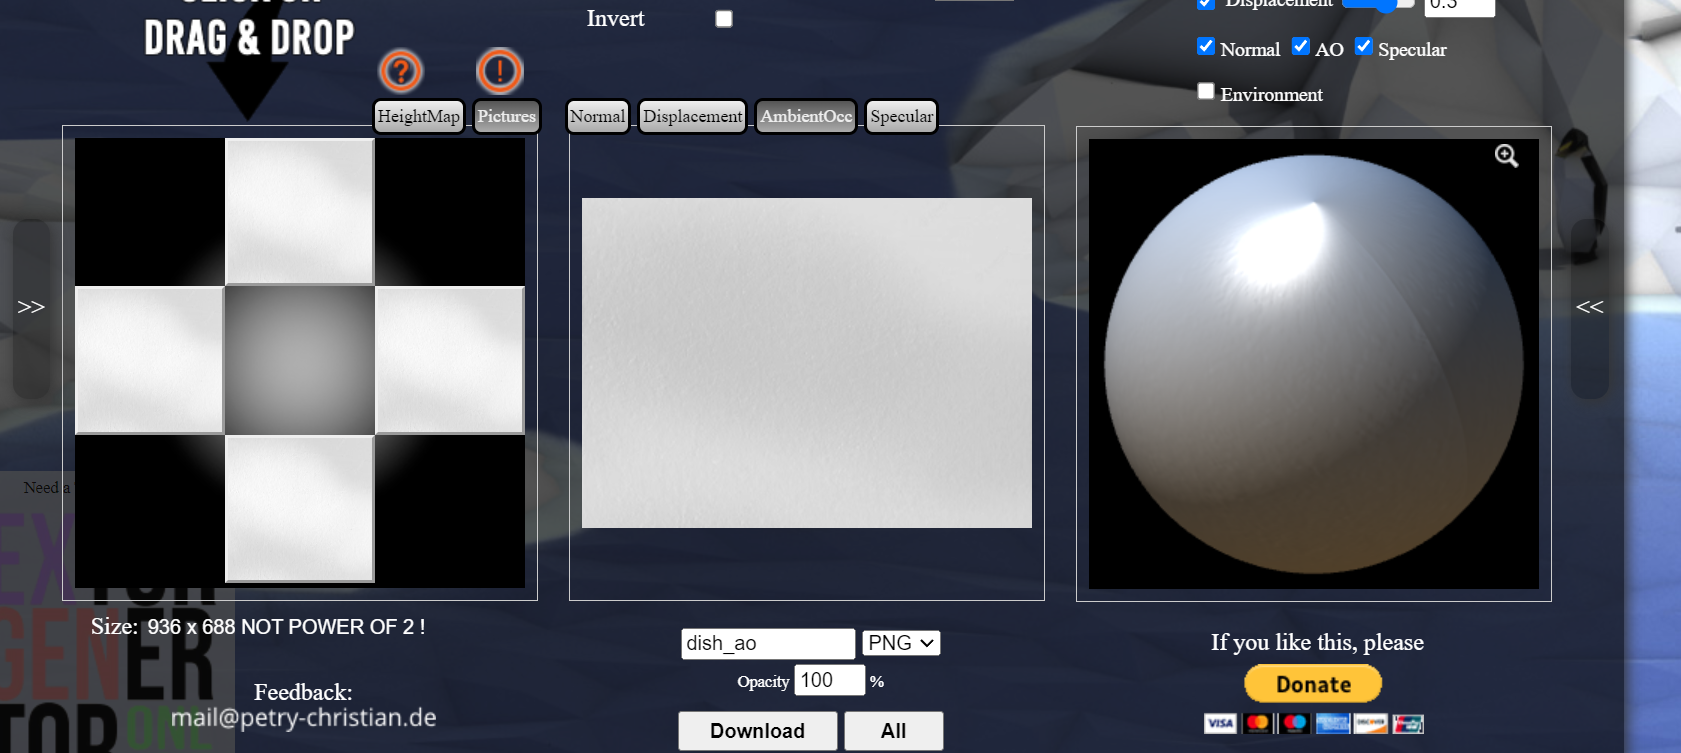 DRAG & DROP
Invert
Displacement
0.3
Normal
AO
Specular
Environment
?
!
HeightMap
Pictures
Normal
Displacement
AmbientOcc
Specular
>>
<<
Need a
Size: 936 x 688 NOT POWER OF 2 !
dish_ao
PNG
If you like this, please
Opacity 100 %
Donate
Feedback:
mail@petry-christian.de
Download
All
VISA
DISCOVER